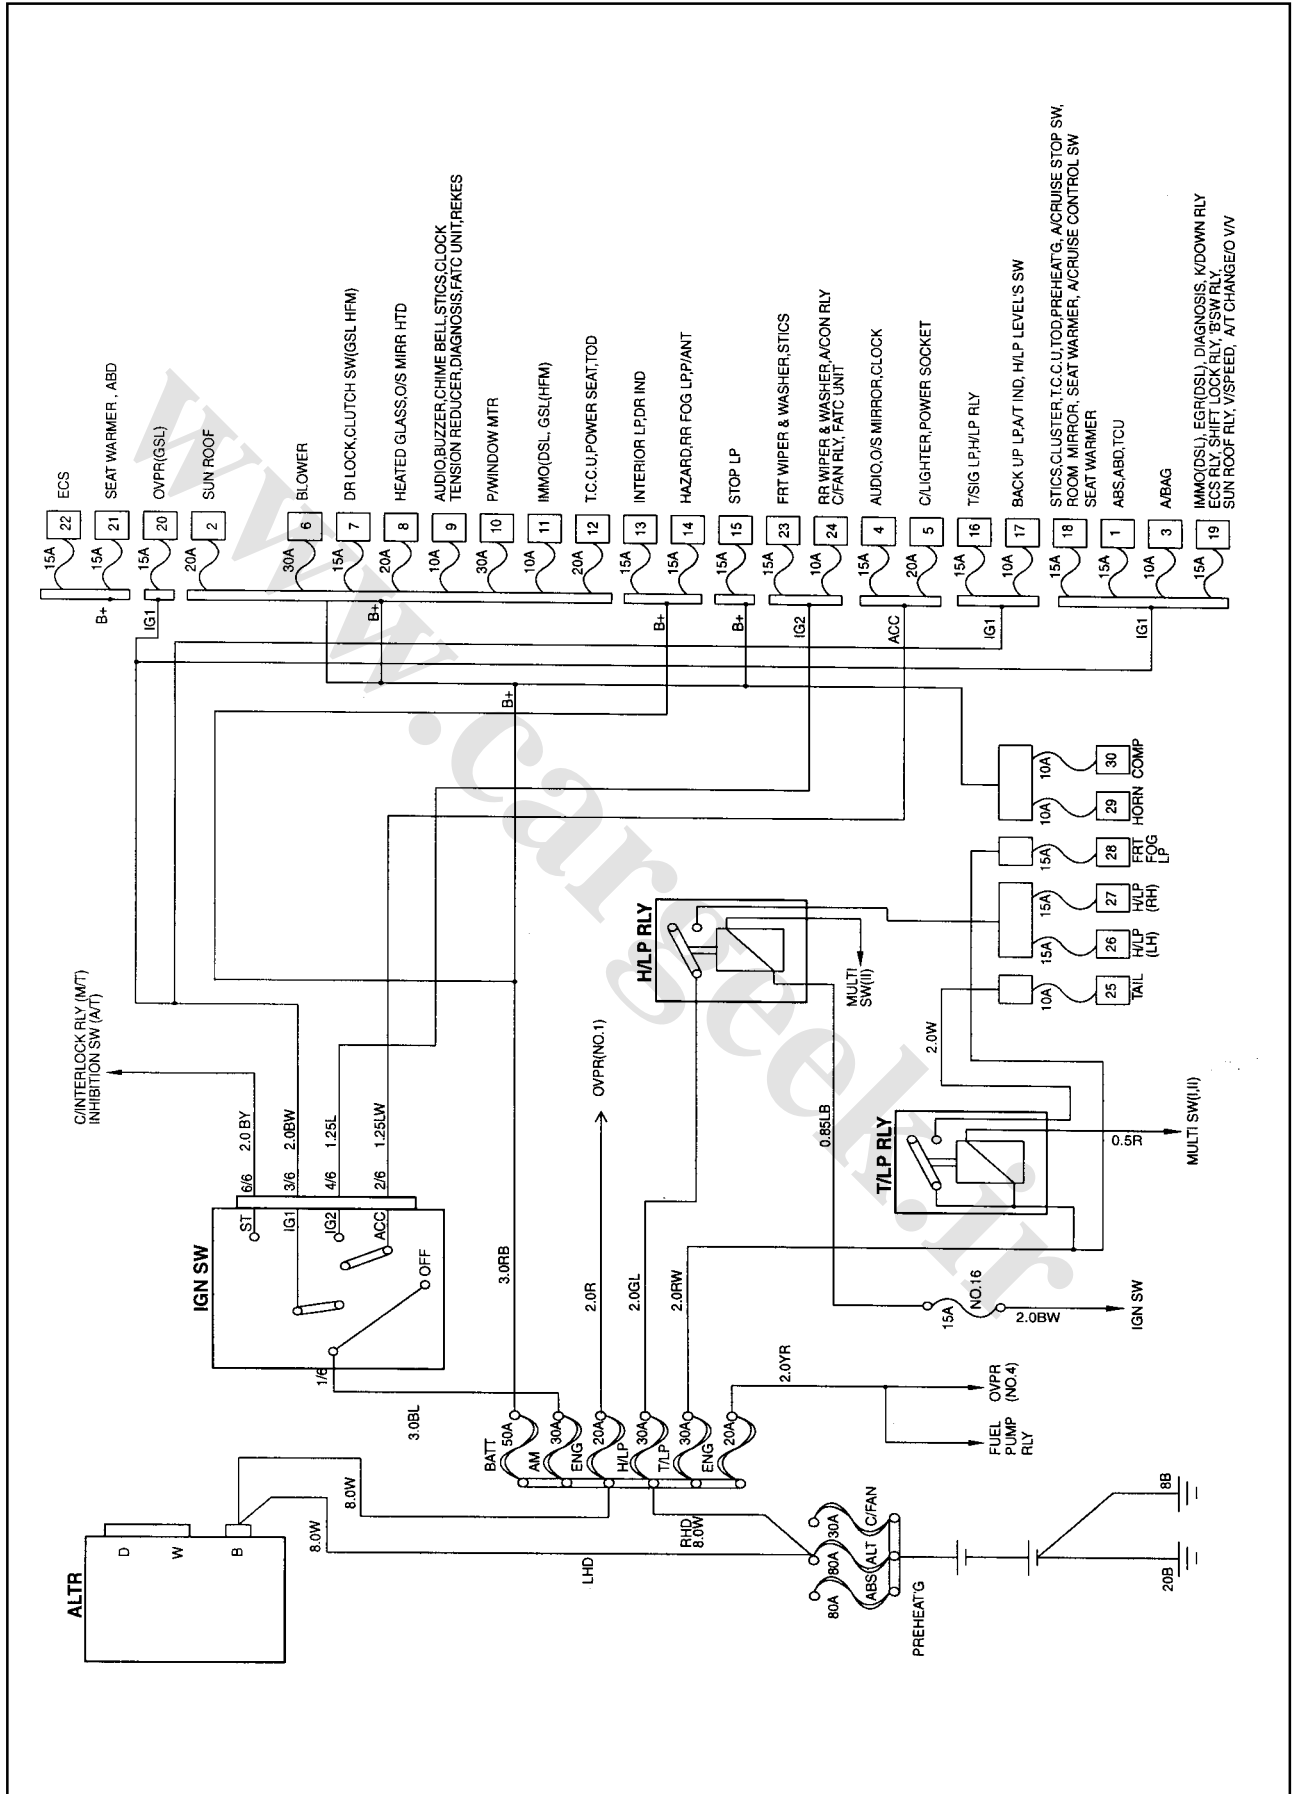 ALTR
D
W
B
8.0W
8.0W
LHD
RHD
8.0W
IGN SW
ST
IG1
IG2
ACC
OFF
6/6
3/6
4/6
2/6
1/6
2.0 BY
2.0BW
1.25L
1.25LW
C/INTERLOCK RLY (M/T)
INHIBITION SW (A/T)
3.0BL
BATT
50A
AM
30A
ENG
20A
H/LP
30A
T/LP
30A
ENG
20A
3.0RB
2.0R
2.0GL
2.0RW
2.0YR
OVPR(NO.1)
FUEL
PUMP
RLY
OVPR
(NO.4)
80A
ABS
80A
ALT
30A
C/FAN
PREHEAT'G
20B
8B
H/LP RLY
MULTI
SW(II)
0.85LB
15A
NO.16
2.0BW
IGN SW
T/LP RLY
2.0W
0.5R
MULTI SW(I,II)
10A
25
TAIL
15A
26
H/LP
(LH)
15A
27
H/LP
(RH)
15A
28
FRT
FOG
LP
10A
29
HORN
10A
30
COMP
B+
B+
IG1
B+
B+
B+
IG2
ACC
IG1
IG1
15A
22
ECS
15A
21
SEAT WARMER , ABD
15A
20
OVPR(GSL)
20A
2
SUN ROOF
30A
6
BLOWER
15A
7
DR LOCK,CLUTCH SW(GSL HFM)
20A
8
HEATED GLASS,O/S MIRR HTD
10A
9
AUDIO,BUZZER,CHIME BELL,STICS,CLOCK
TENSION REDUCER,DIAGNOSIS,FATC UNIT,REKES
30A
10
P/WINDOW MTR
10A
11
IMMO(DSL, GSL(HFM)
20A
12
T.C.C.U,POWER SEAT,TOD
15A
13
INTERIOR LP,DR IND
15A
14
HAZARD,RR FOG LP,P/ANT
15A
15
STOP LP
15A
23
FRT WIPER & WASHER,STICS
10A
24
RR WIPER & WASHER,A/CON RLY
C/FAN RLY, FATC UNIT
15A
4
AUDIO,O/S MIRROR,CLOCK
20A
5
C/LIGHTER,POWER SOCKET
15A
16
T/SIG LP,H/LP RLY
10A
17
BACK UP LP,A/T IND, H/LP LEVEL'S SW
15A
18
STICS,CLUSTER,T.C.C.U,TOD,PREHEAT'G, A/CRUISE STOP SW,
ROOM MIRROR, SEAT WARMER, A/CRUISE CONTROL SW
SEAT WARMER
15A
1
ABS,ABD,TCU
10A
3
A/BAG
15A
19
IMMO(DSL), EGR(DSL), DIAGNOSIS, K/DOWN RLY
ECS RLY, SHIFT LOCK RLY, 'B'SW RLY,
SUN ROOF RLY, V/SPEED, A/T CHANGE/O V/V
www.cargeek.ir